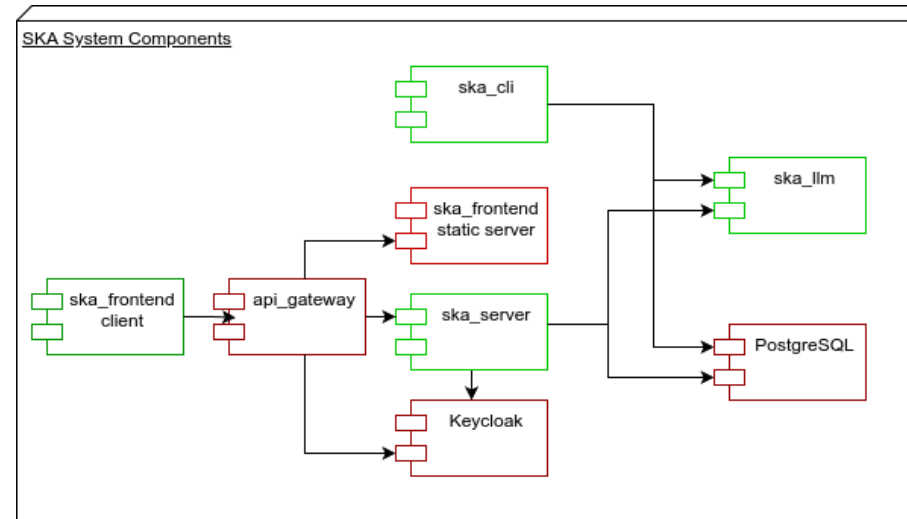 SKA System Components
ska_cli
ska_llm
ska_frontend
static server
ska_frontend
client
api_gateway
ska_server
PostgreSQL
Keycloak